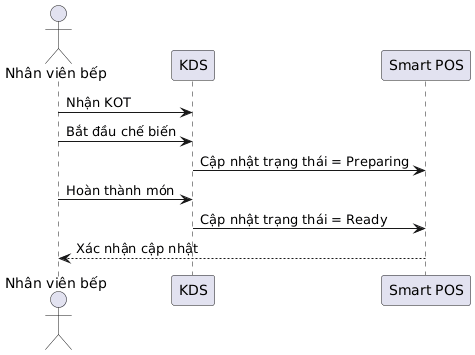 Nhân viên bếp
KDS
Smart POS
Nhận KOT
Bắt đầu chế biến
Cập nhật trạng thái = Preparing
Hoàn thành món
Cập nhật trạng thái = Ready
Xác nhận cập nhật
Nhân viên bếp
KDS
Smart POS